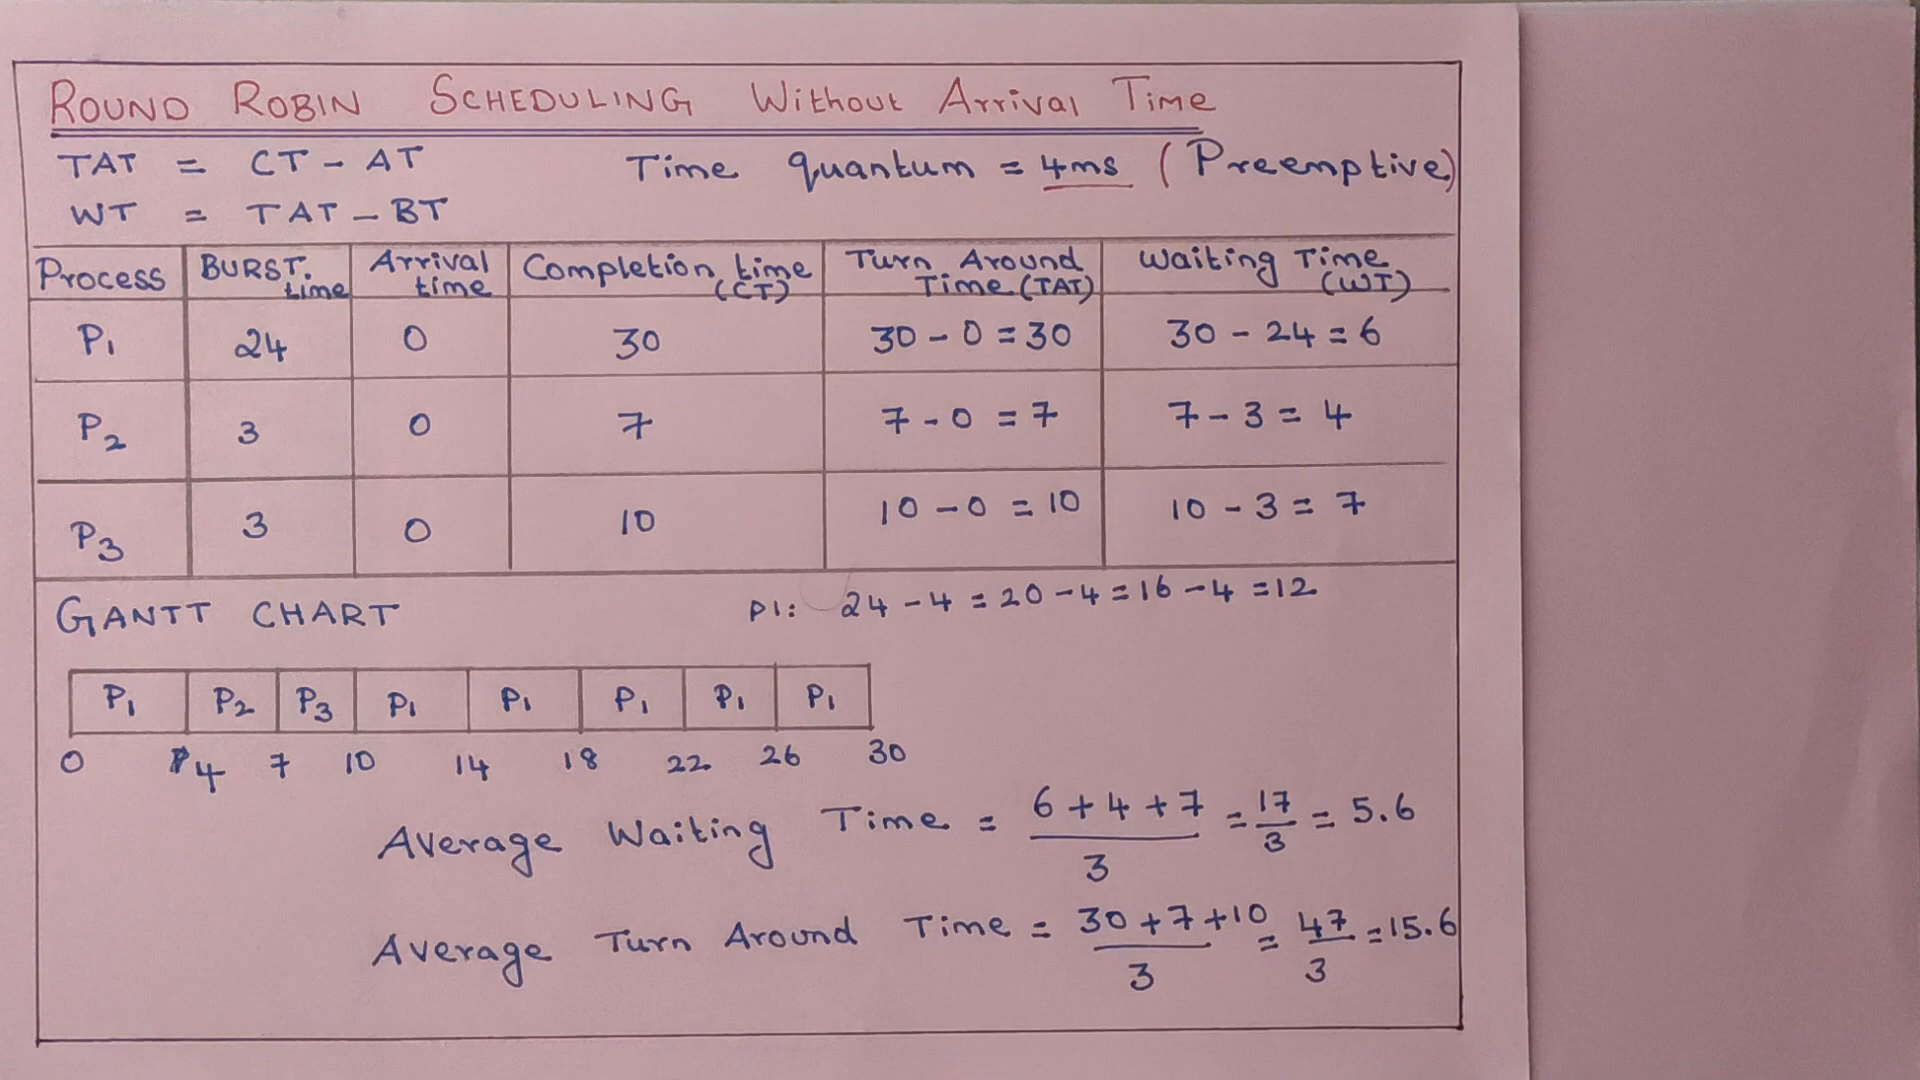 ROUND ROBIN SCHEDULING Without Arrival Time
TAT = CT - AT Time quantum = 4ms (Preemptive)
WT = TAT - BT
Process BURST. time Arrival time Completion time (CT) Turn Around Time (TAT) Waiting Time (WT)
P1 24 0 30 30 - 0 = 30 30 - 24 = 6
P2 3 0 7 7 - 0 = 7 7 - 3 = 4
P3 3 0 10 10 - 0 = 10 10 - 3 = 7
GANTT CHART P1: 24 - 4 = 20 - 4 = 16 - 4 = 12
P1 P2 P3 P1 P1 P1 P1 P1
0 4 7 10 14 18 22 26 30
Average Waiting Time = 6 + 4 + 7 / 3 = 17 / 3 = 5.6
Average Turn Around Time = 30 + 7 + 10 / 3 = 47 / 3 = 15.6